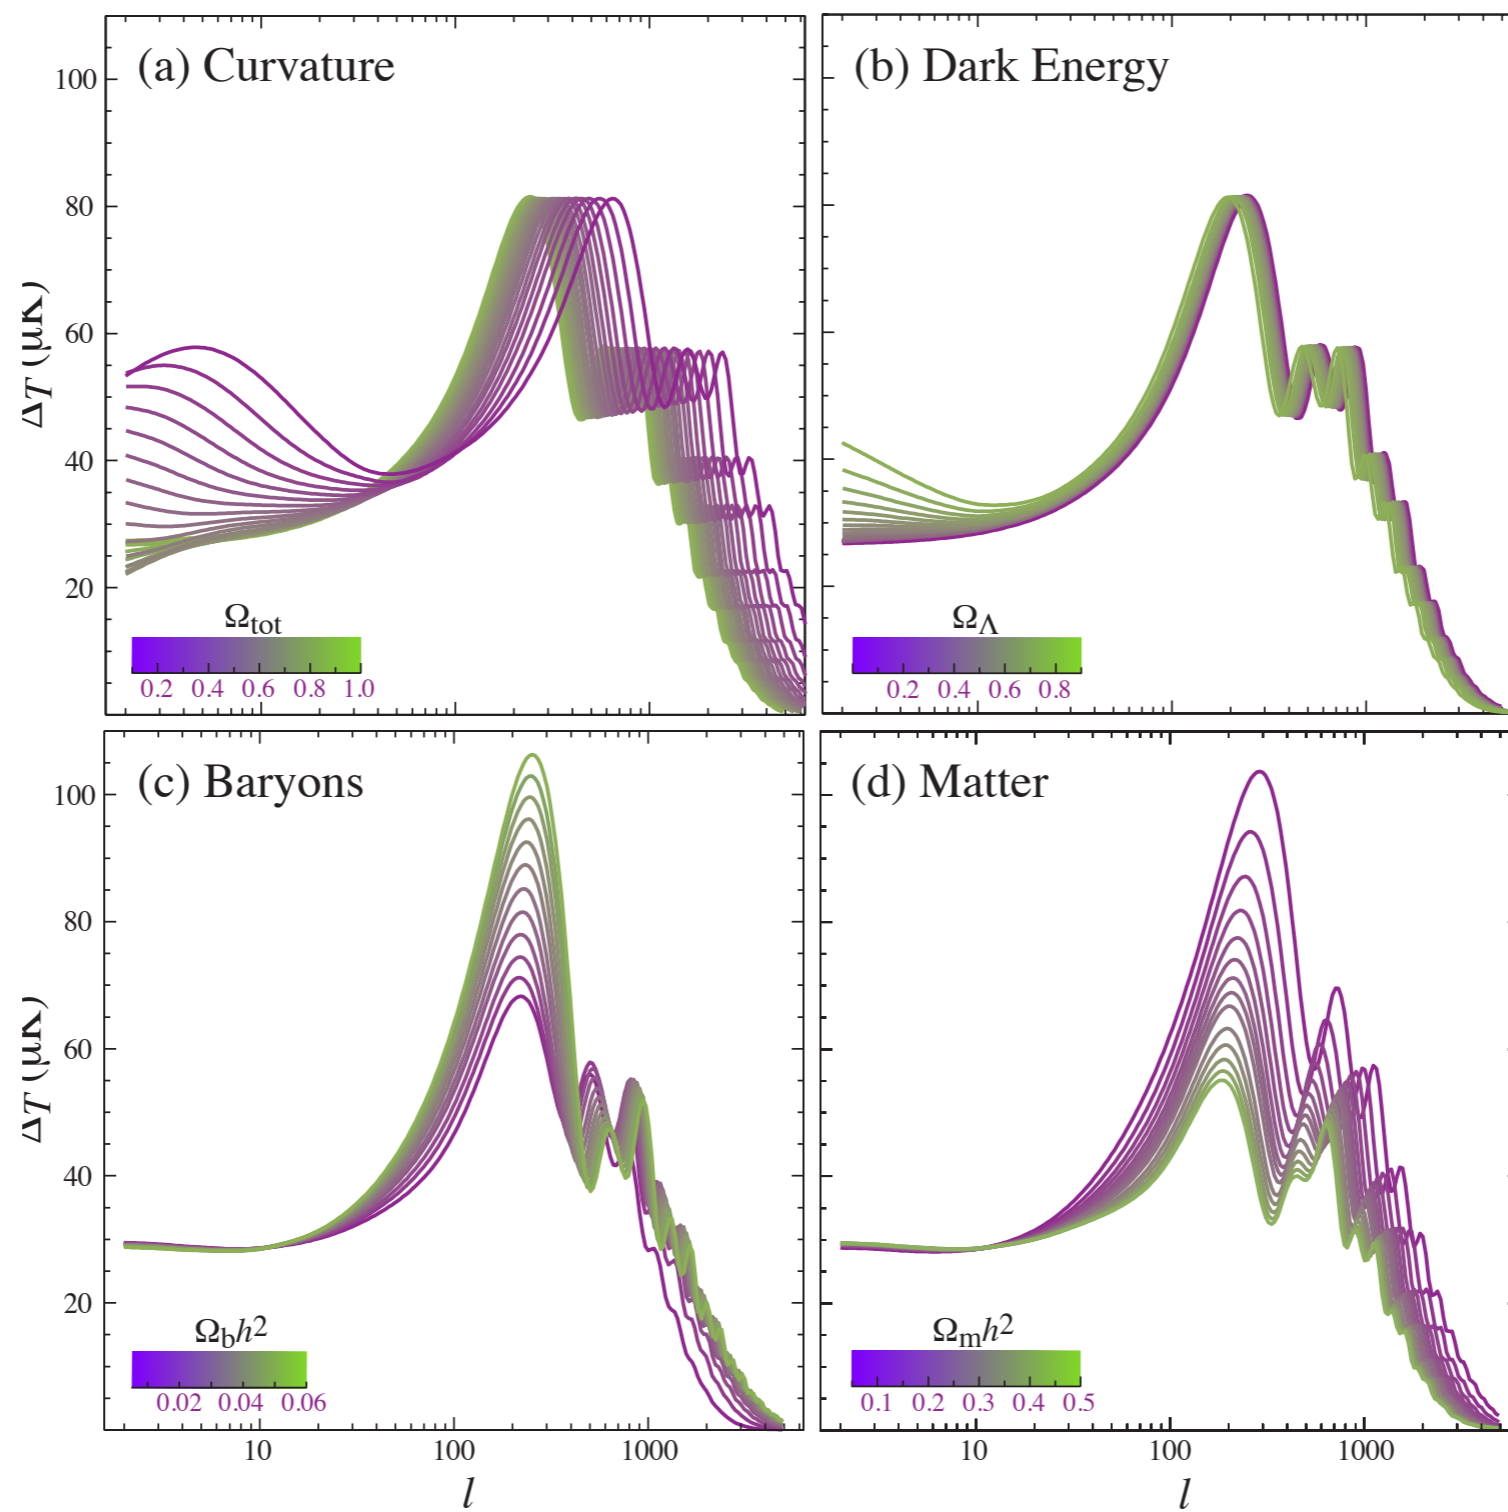 (a) Curvature
(b) Dark Energy
100
80
60
40
20
ΔT (μK)
Ωtot
0.2 0.4 0.6 0.8 1.0
ΩΛ
0.2 0.4 0.6 0.8
(c) Baryons
(d) Matter
100
80
60
40
20
ΔT (μK)
Ωbh2
0.02 0.04 0.06
Ωmh2
0.1 0.2 0.3 0.4 0.5
10 100 1000
10 100 1000
l
l